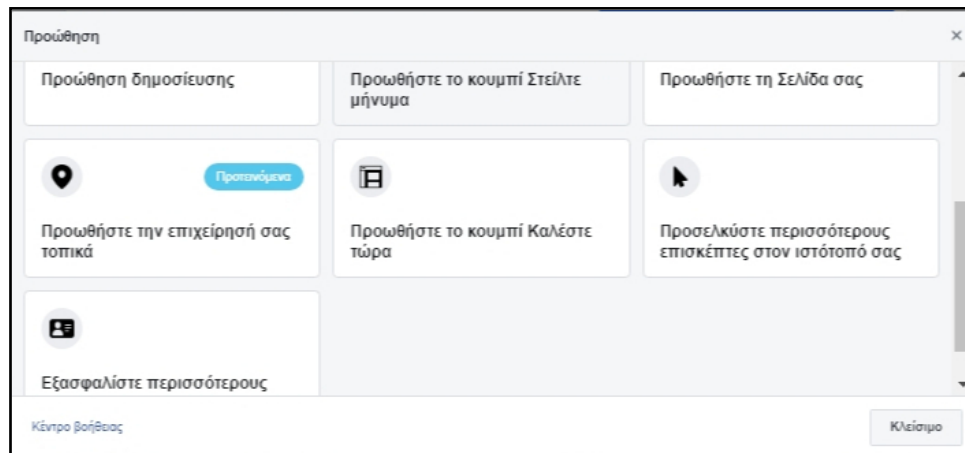 Προώθηση
Προώθηση δημοσίευσης
Προωθήστε το κουμπί Στείλτε
μήνυμα
Προωθήστε τη Σελίδα σας
Προτεινόμενα
Προωθήστε την επιχείρησή σας
τοπικά
Προωθήστε το κουμπί Καλέστε
τώρα
Προσελκύστε περισσότερους
επισκέπτες στον ιστότοπό σας
Εξασφαλίστε περισσότερους
Κέντρο βοήθειας
Κλείσιμο